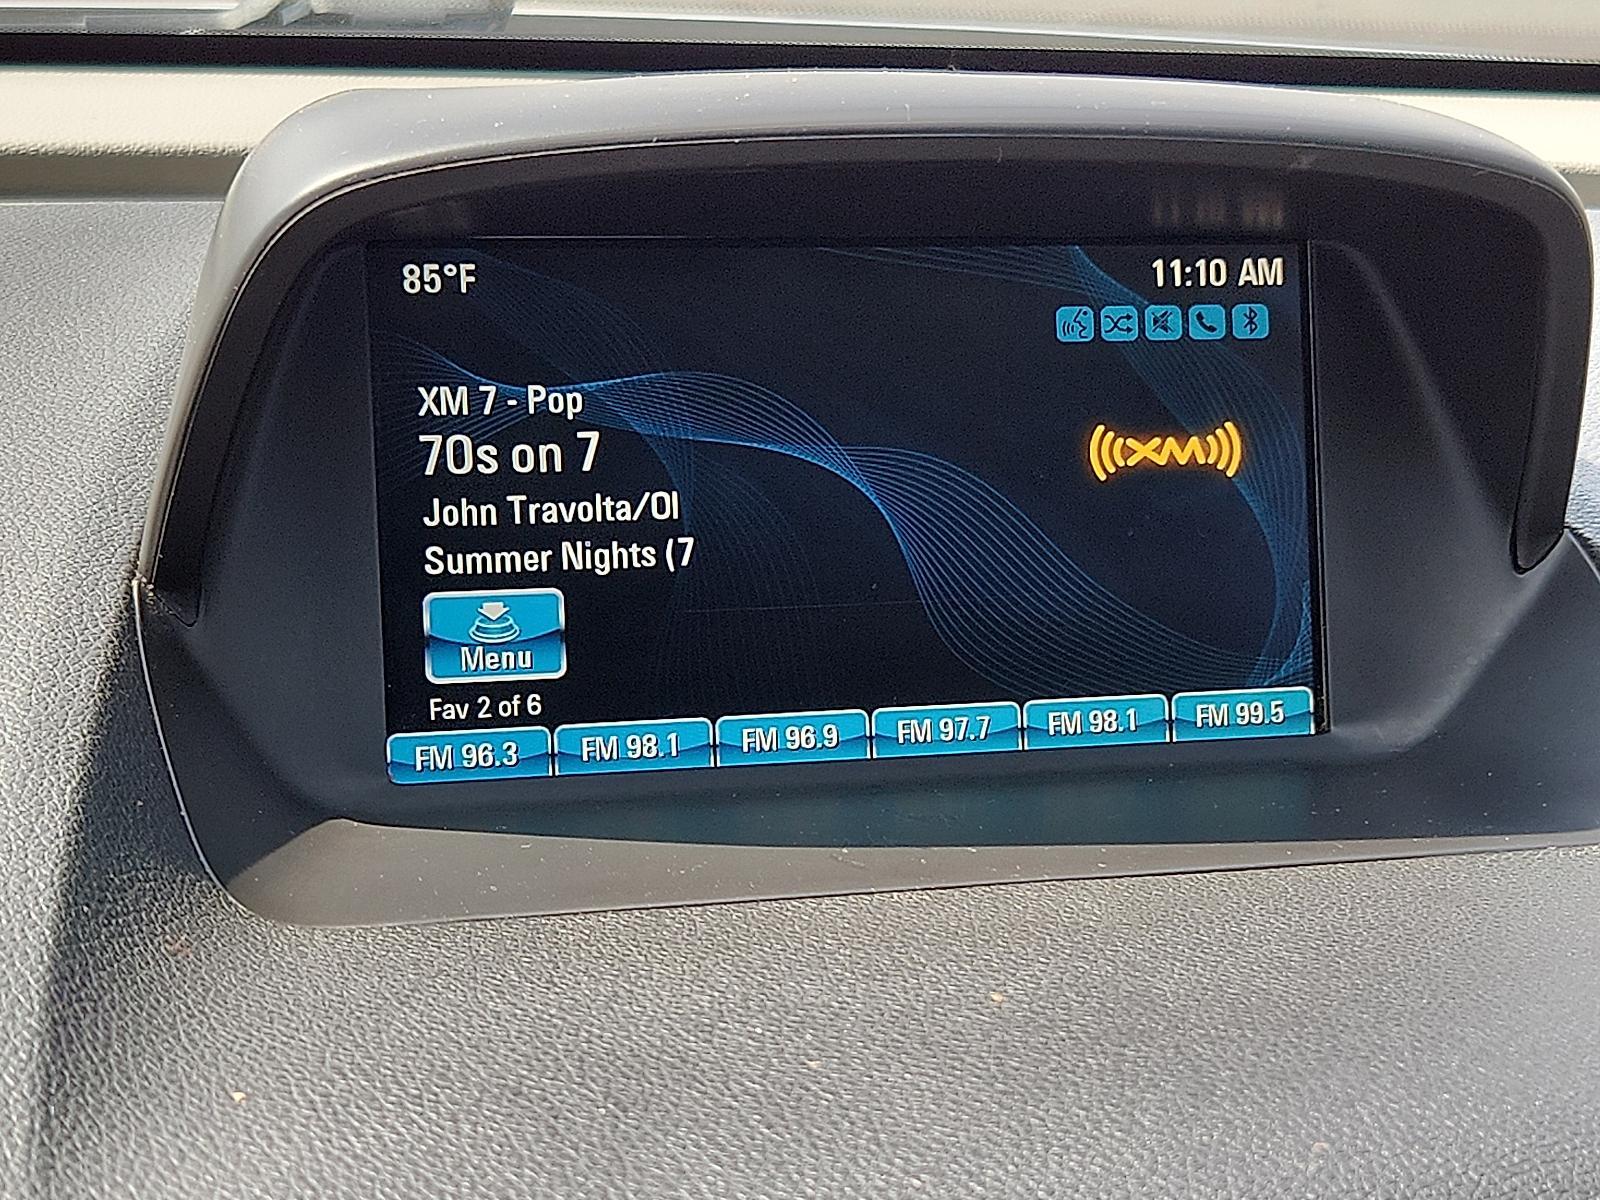 85°F
11:10 AM
XM 7 - Pop
70s on 7
XM
John Travolta/Ol
Summer Nights (7
Menu
Fav 2 of 6
FM 96.3
FM 98.1
FM 96.9
FM 97.7
FM 98.1
FM 99.5